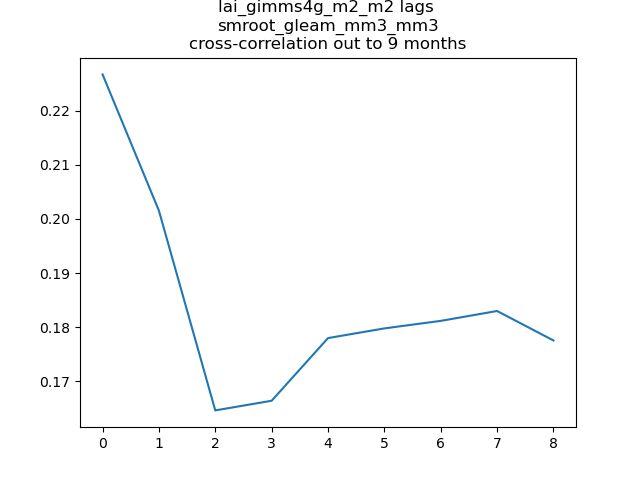 lai_gimms4g_m2_m2 lags
smroot_gleam_mm3_mm3
cross-correlation out to 9 months
0.22
0.21
0.20
0.19
0.18
0.17
0 1 2 3 4 5 6 7 8